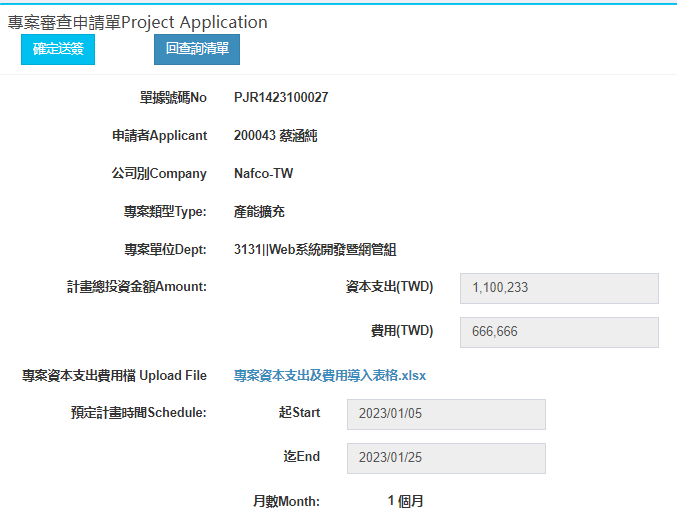 專案審查申請單Project Application
確定送簽 回查詢清單
單據號碼No PJR1423100027
申請者Applicant 200043 蔡涵純
公司別Company Nafco-TW
專案類型Type: 產能擴充
專案單位Dept: 3131||Web系統開發暨網管組
計畫總投資金額Amount: 資本支出(TWD) 1,100,233
費用(TWD) 666,666
專案資本支出費用檔 Upload File 專案資本支出及費用導入表格.xlsx
預定計畫時間Schedule: 起Start 2023/01/05
迄End 2023/01/25
月數Month: 1 個月